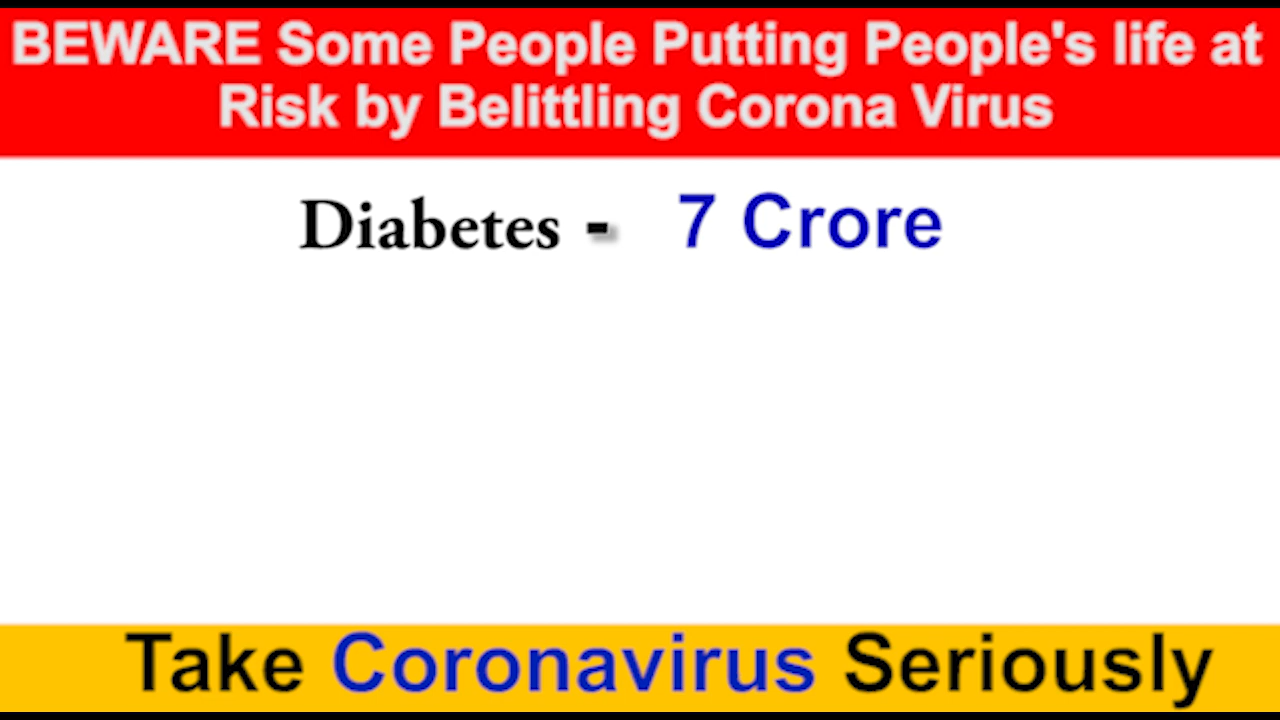 BEWARE Some People Putting People's life at
Risk by Belittling Corona Virus
Diabetes - 7 Crore
Take Coronavirus Seriously